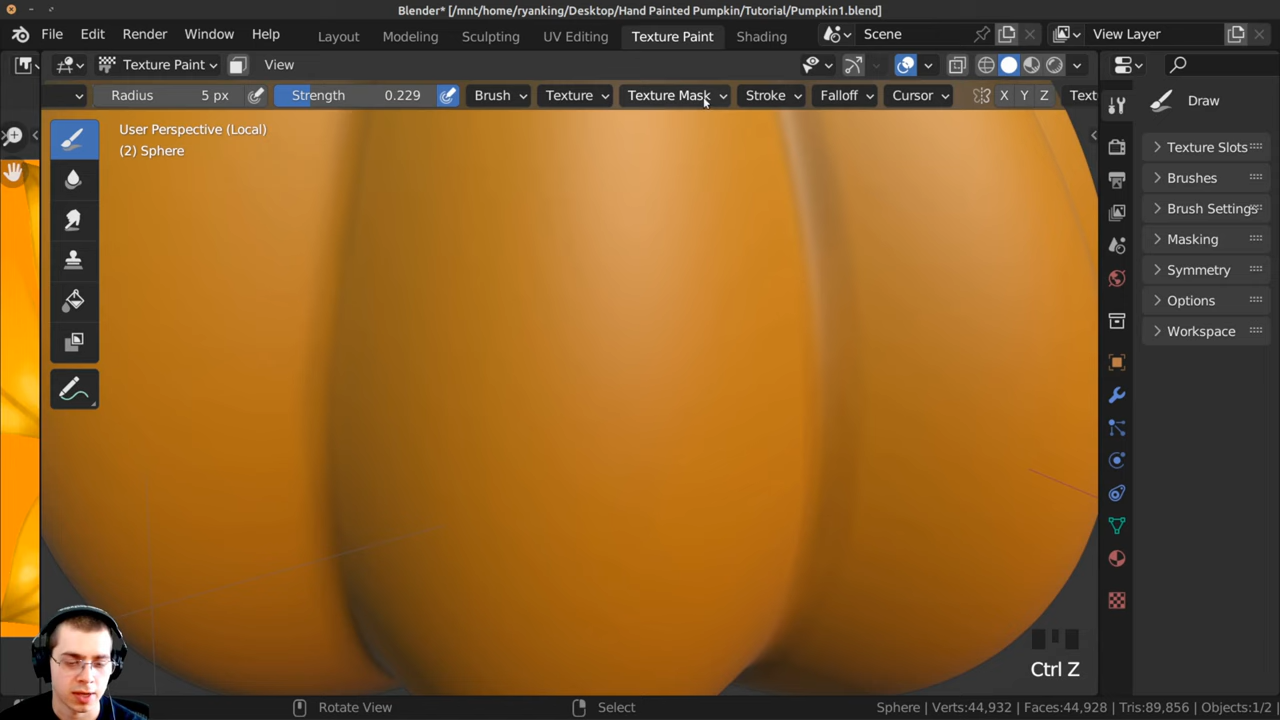 Blender* [/mnt/home/ryanking/Desktop/Hand Painted Pumpkin/Tutorial/Pumpkin1.blend]
File Edit Render Window Help Layout Modeling Sculpting UV Editing Texture Paint Shading Scene View Layer
Texture Paint View
Radius 5 px Strength 0.229 Brush Texture Texture Mask Stroke Falloff Cursor X Y Z Text
User Perspective (Local)
(2) Sphere
Draw
Texture Slots
Brushes
Brush Settings
Masking
Symmetry
Options
Workspace
Ctrl Z
Rotate View Select Sphere | Verts:44,932 | Faces:44,928 | Tris:89,856 | Objects:1/2